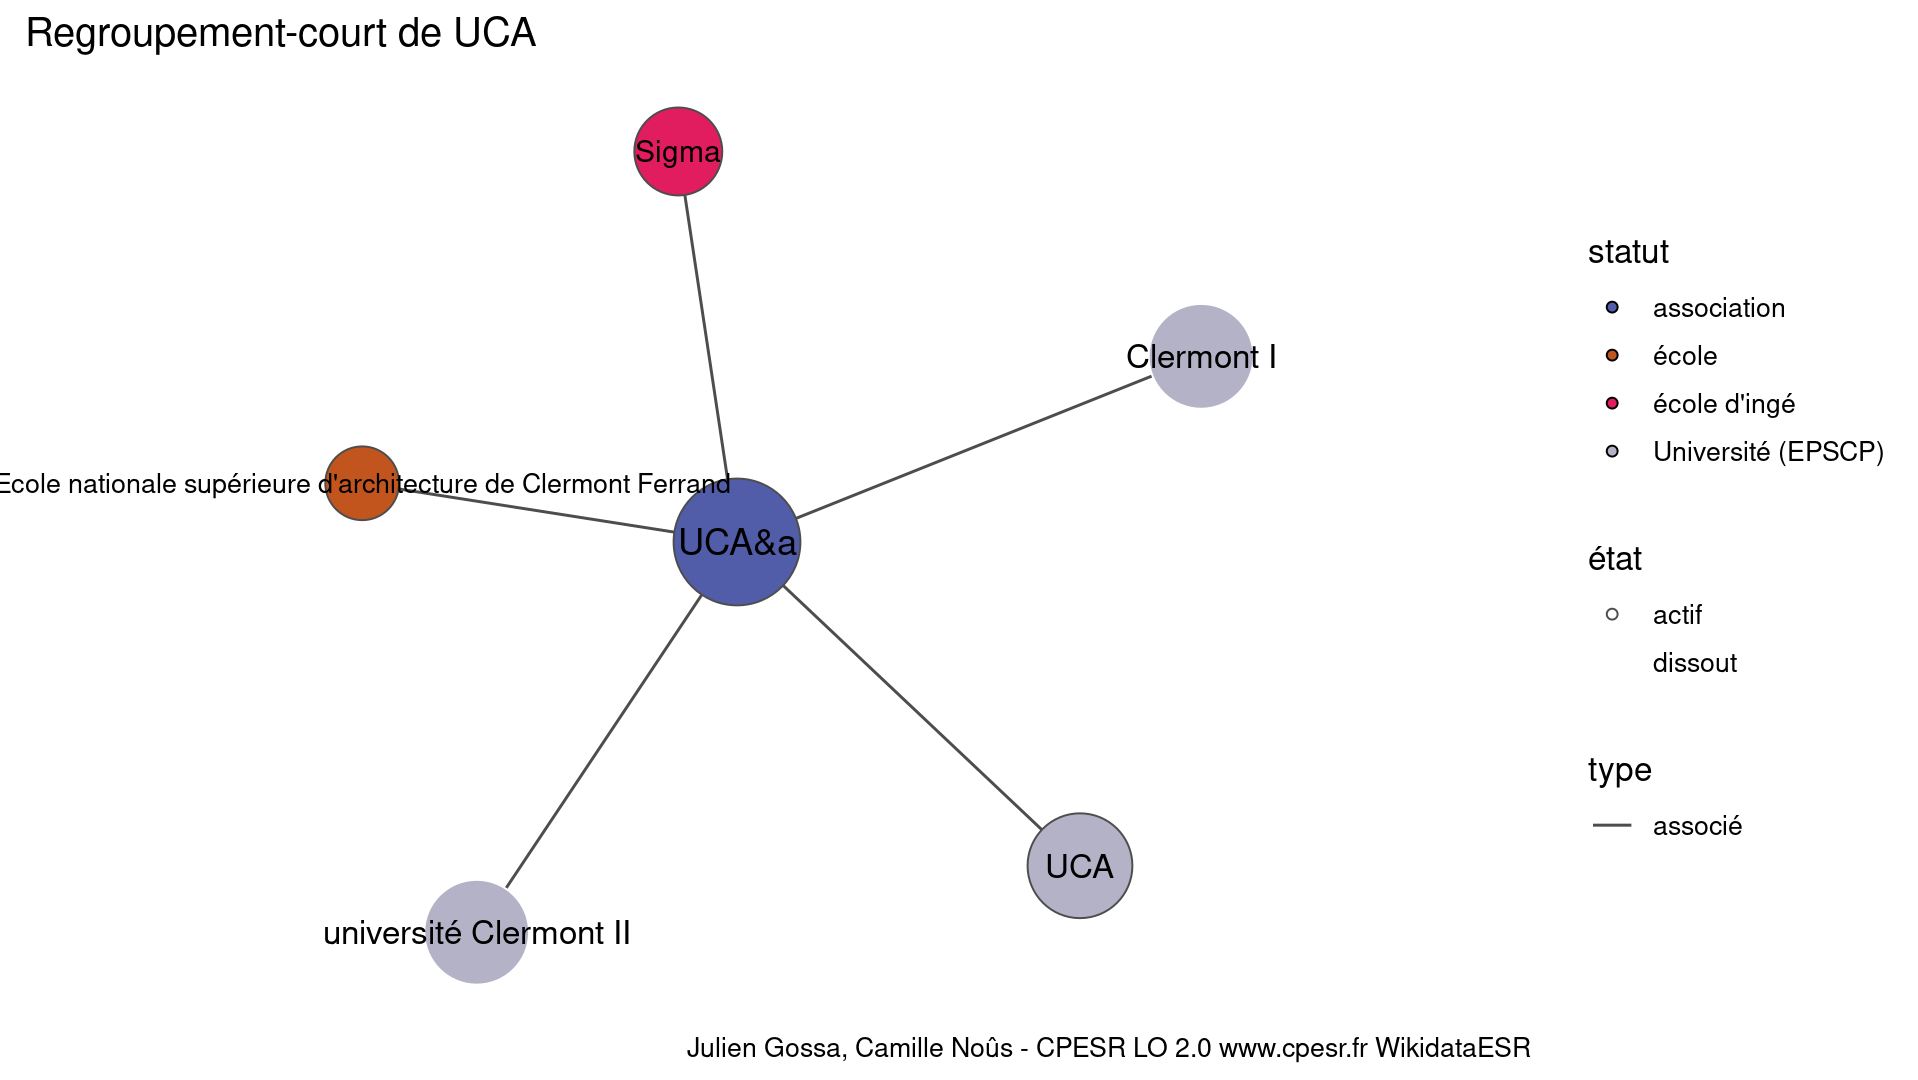 Regroupement-court de UCA
Sigma
Clermont I
Ecole nationale supérieure d'architecture de Clermont Ferrand
UCA&a
UCA
université Clermont II
statut
association
école
école d'ingé
Université (EPSCP)
état
actif
dissout
type
associé
Julien Gossa, Camille Noûs - CPESR LO 2.0 www.cpesr.fr WikidataESR